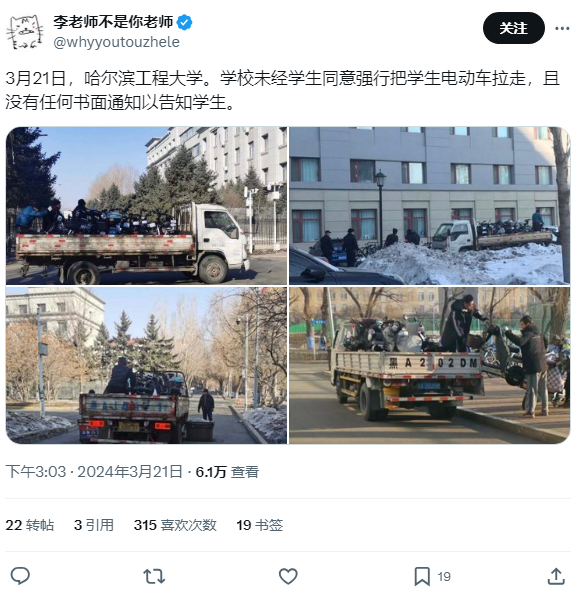 李老师不是你老师
@whyyoutouzhele
关注
3月21日，哈尔滨工程大学。学校未经学生同意强行把学生电动车拉走，且
没有任何书面通知以告知学生。
黑A2 02DM
下午3:03 · 2024年3月21日 · 6.1万 查看
22 转帖 3 引用 315 喜欢次数 19 书签
19